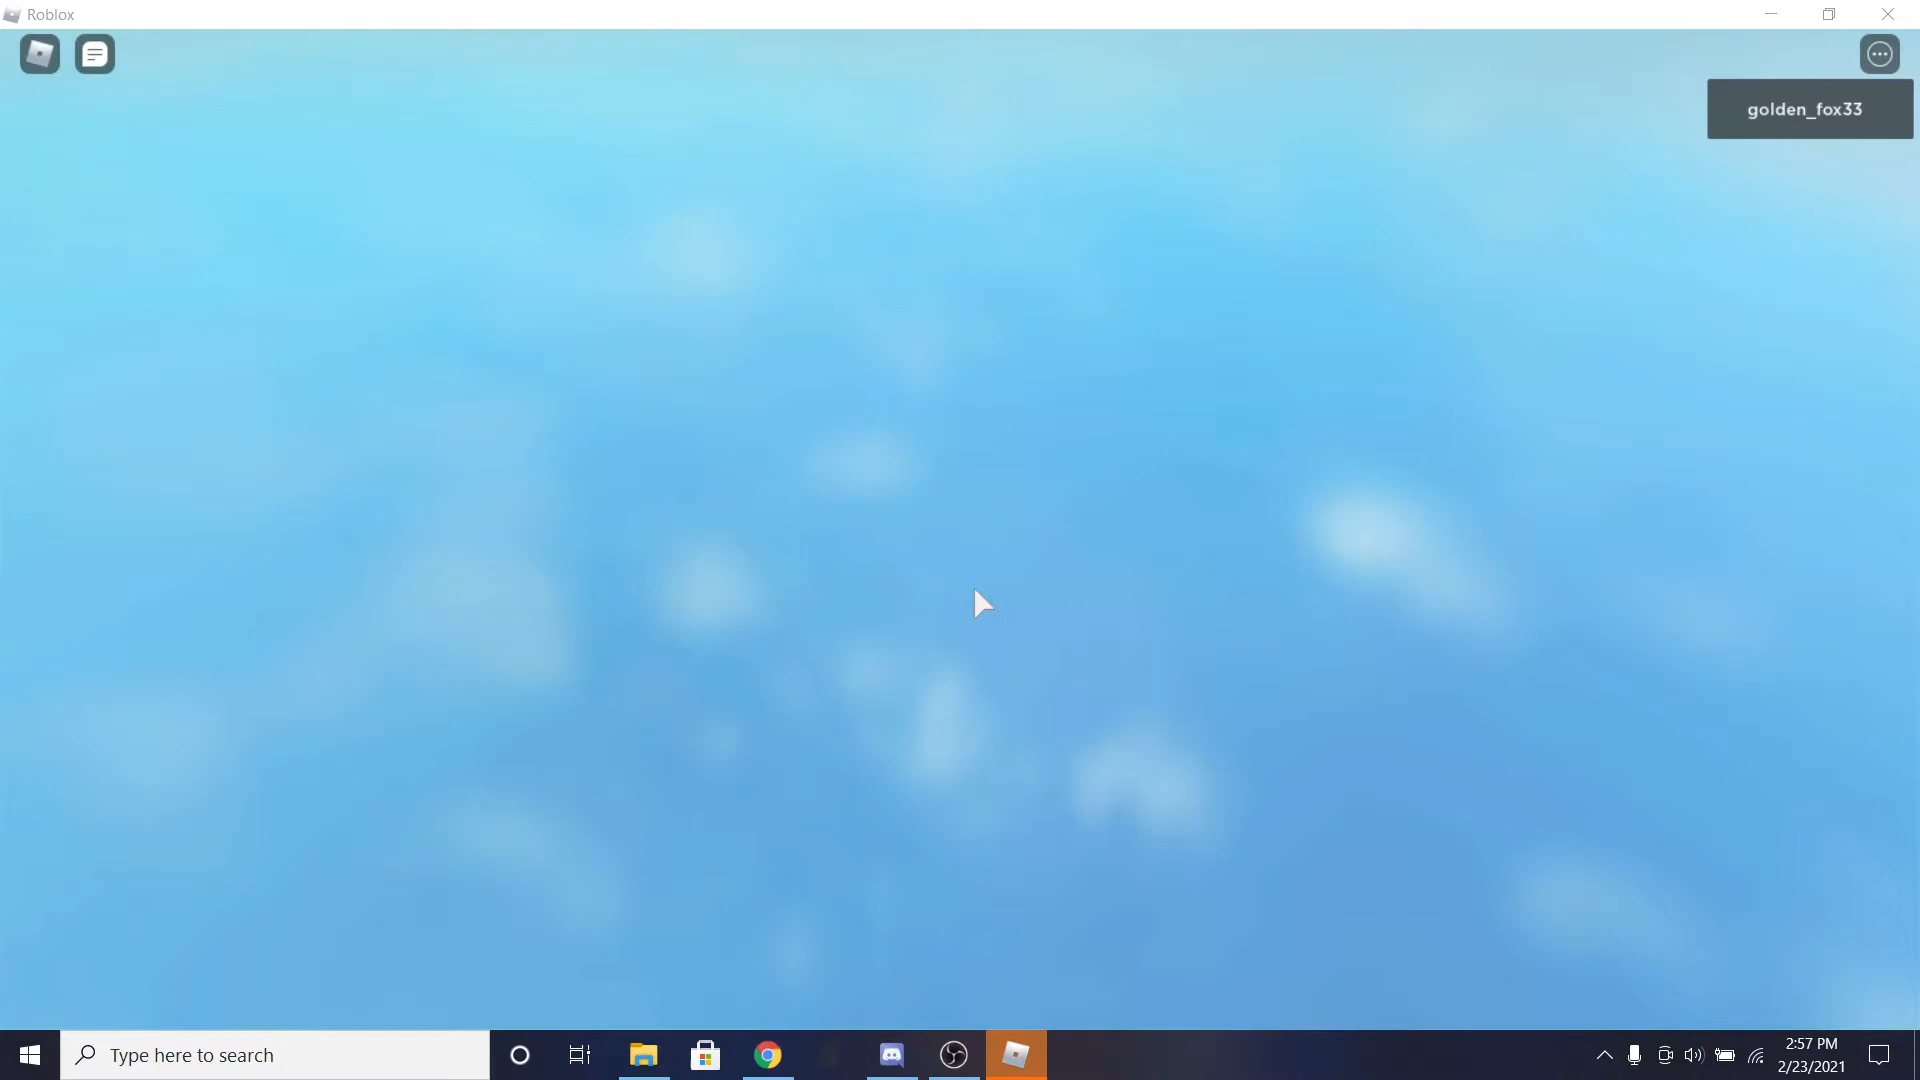 Roblox
golden_fox33
Type here to search
2:57 PM
2/23/2021